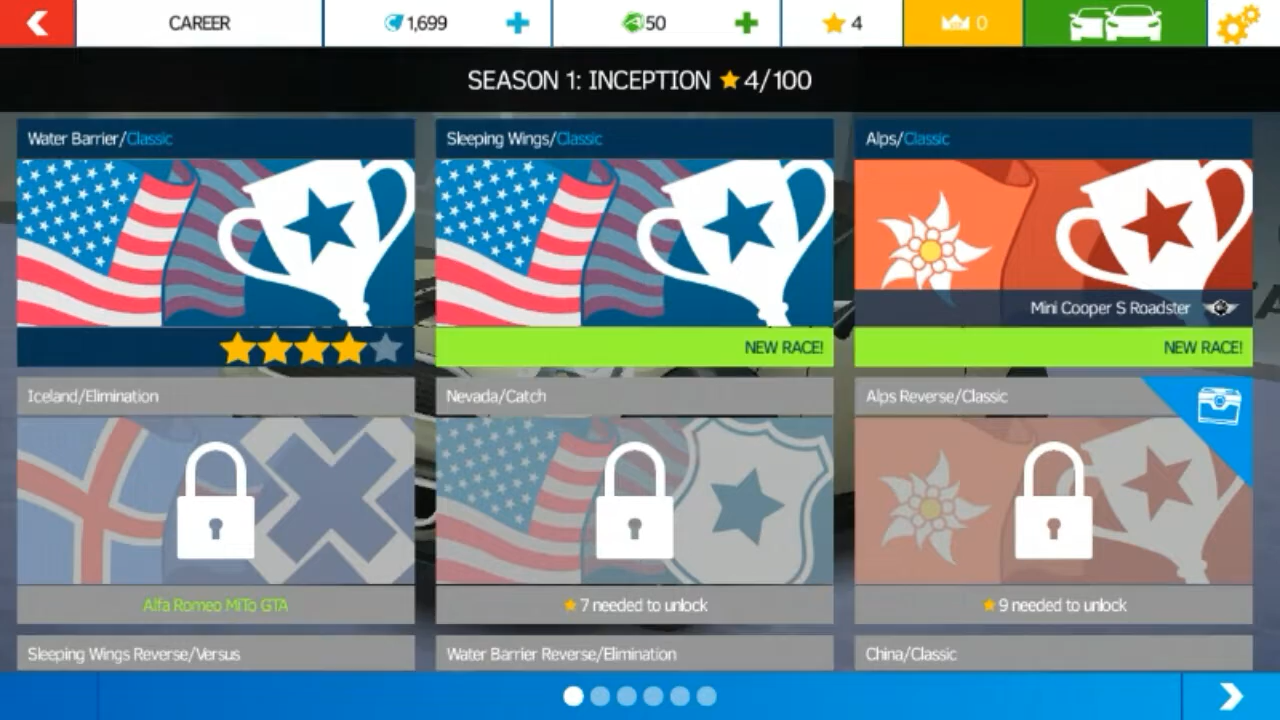 CAREER
1,699
50
4
0
SEASON 1: INCEPTION 4/100
Water Barrier/Classic
Sleeping Wings/Classic
Alps/Classic
Mini Cooper S Roadster
NEW RACE!
NEW RACE!
Iceland/Elimination
Nevada/Catch
Alps Reverse/Classic
Alfa Romeo MiTo GTA
7 needed to unlock
9 needed to unlock
Sleeping Wings Reverse/Versus
Water Barrier Reverse/Elimination
China/Classic